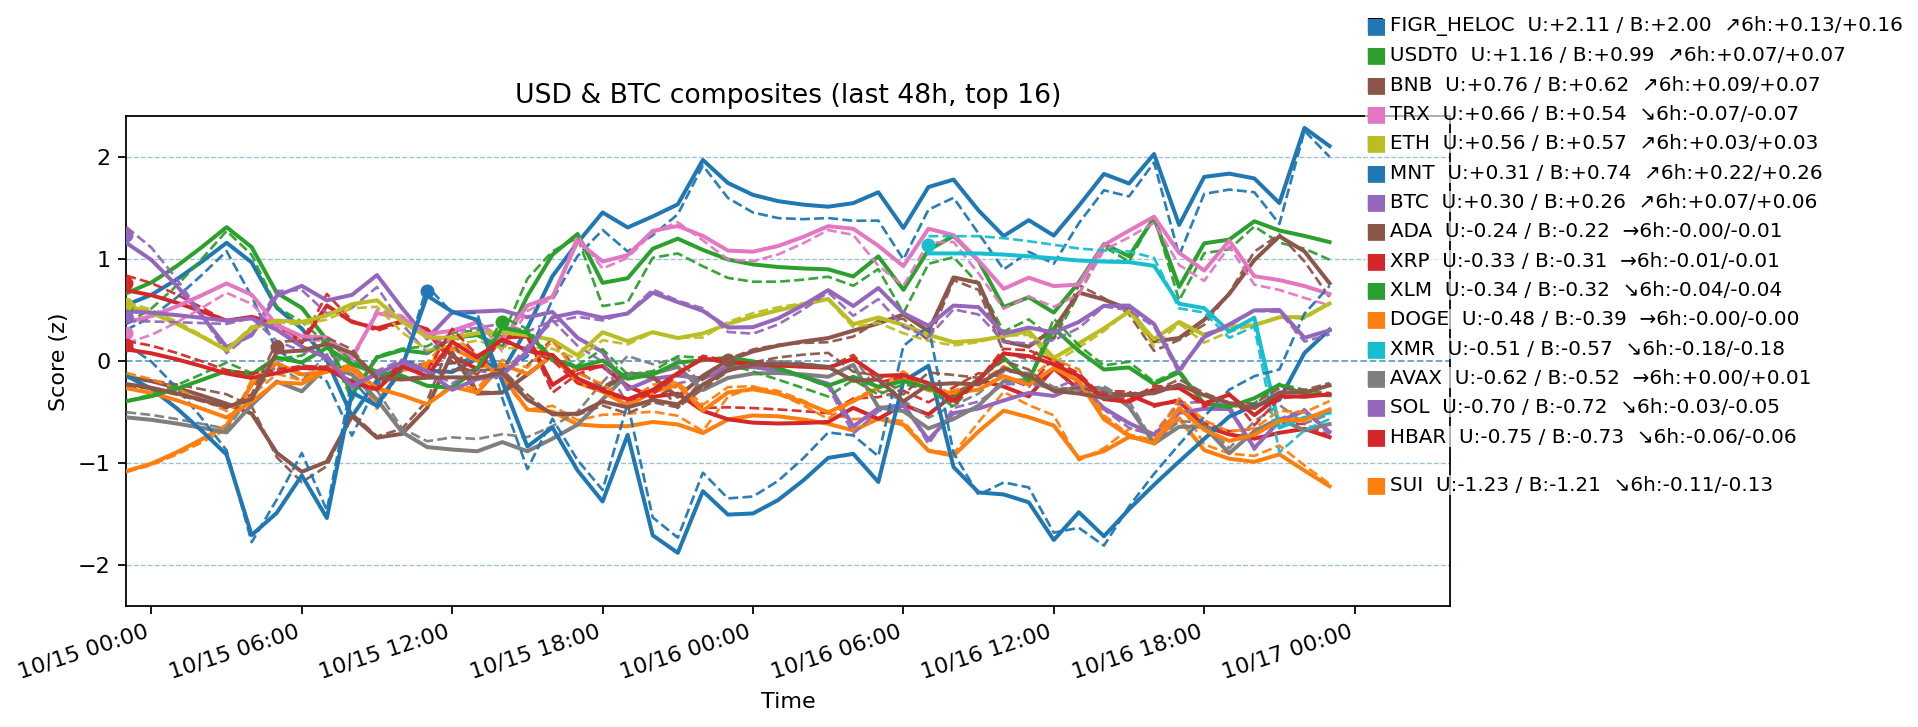 FIGR_HELOC U:+2.11 / B:+2.00 ↗6h:+0.13/+0.16
USDT0 U:+1.16 / B:+0.99 ↗6h:+0.07/+0.07
BNB U:+0.76 / B:+0.62 ↗6h:+0.09/+0.07
TRX U:+0.66 / B:+0.54 ↘6h:-0.07/-0.07
ETH U:+0.56 / B:+0.57 ↗6h:+0.03/+0.03
MNT U:+0.31 / B:+0.74 ↗6h:+0.22/+0.26
BTC U:+0.30 / B:+0.26 ↗6h:+0.07/+0.06
ADA U:-0.24 / B:-0.22 →6h:-0.00/-0.01
XRP U:-0.33 / B:-0.31 →6h:-0.01/-0.01
XLM U:-0.34 / B:-0.32 ↘6h:-0.04/-0.04
DOGE U:-0.48 / B:-0.39 →6h:-0.00/-0.00
XMR U:-0.51 / B:-0.57 ↘6h:-0.18/-0.18
AVAX U:-0.62 / B:-0.52 →6h:+0.00/+0.01
SOL U:-0.70 / B:-0.72 ↘6h:-0.03/-0.05
HBAR U:-0.75 / B:-0.73 ↘6h:-0.06/-0.06
SUI U:-1.23 / B:-1.21 ↘6h:-0.11/-0.13
USD & BTC composites (last 48h, top 16)
Score (z)
2
1
0
−1
−2
10/15 00:00
10/15 06:00
10/15 12:00
10/15 18:00
10/16 00:00
10/16 06:00
10/16 12:00
10/16 18:00
10/17 00:00
Time